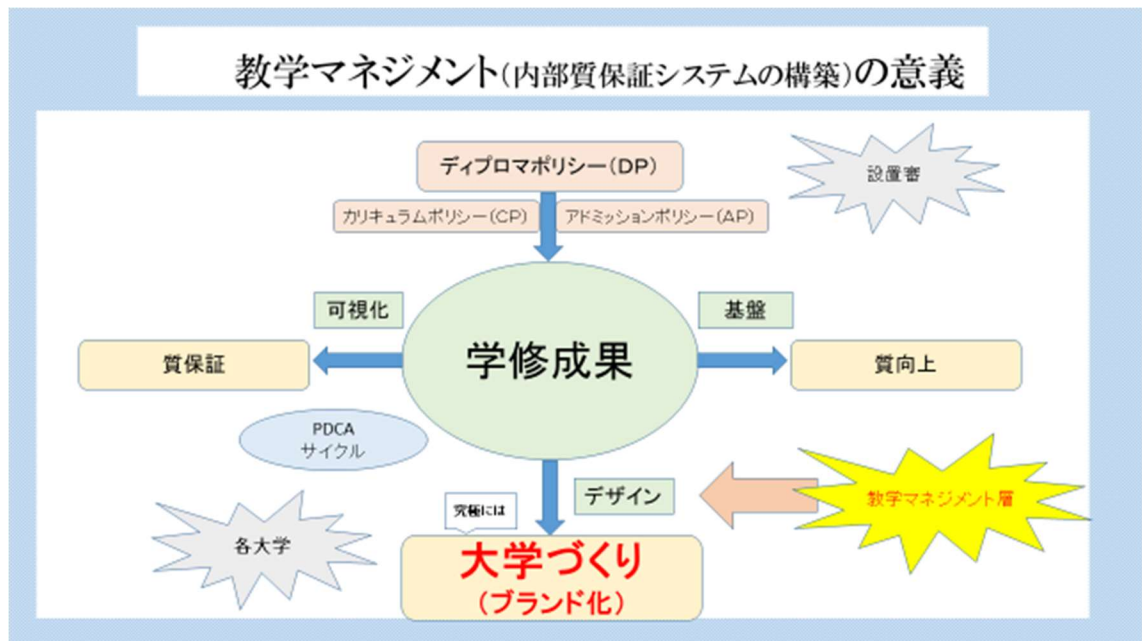 教学マネジメント(内部質保証システムの構築)の意義
ディプロマポリシー(DP)
設置審
カリキュラムポリシー(CP)
アドミッションポリシー(AP)
可視化
基盤
質保証
学修成果
質向上
PDCA
サイクル
デザイン
教学マネジメント層
究極には
各大学
大学づくり
(ブランド化)